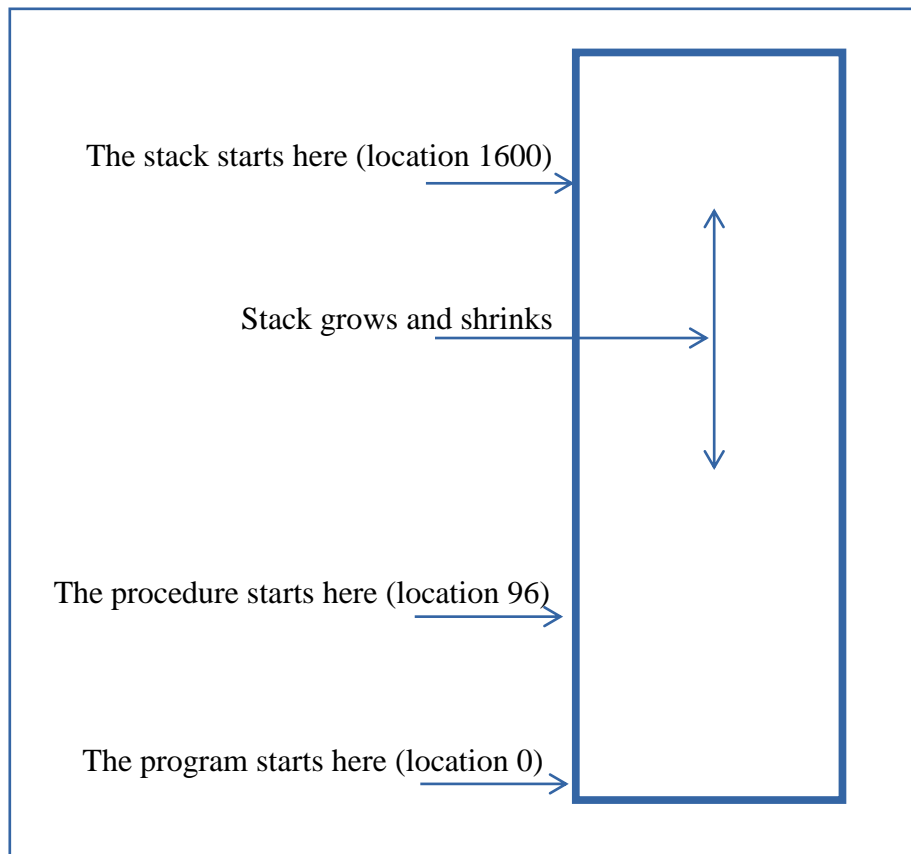 The stack starts here (location 1600)
Stack grows and shrinks
The procedure starts here (location 96)
The program starts here (location 0)